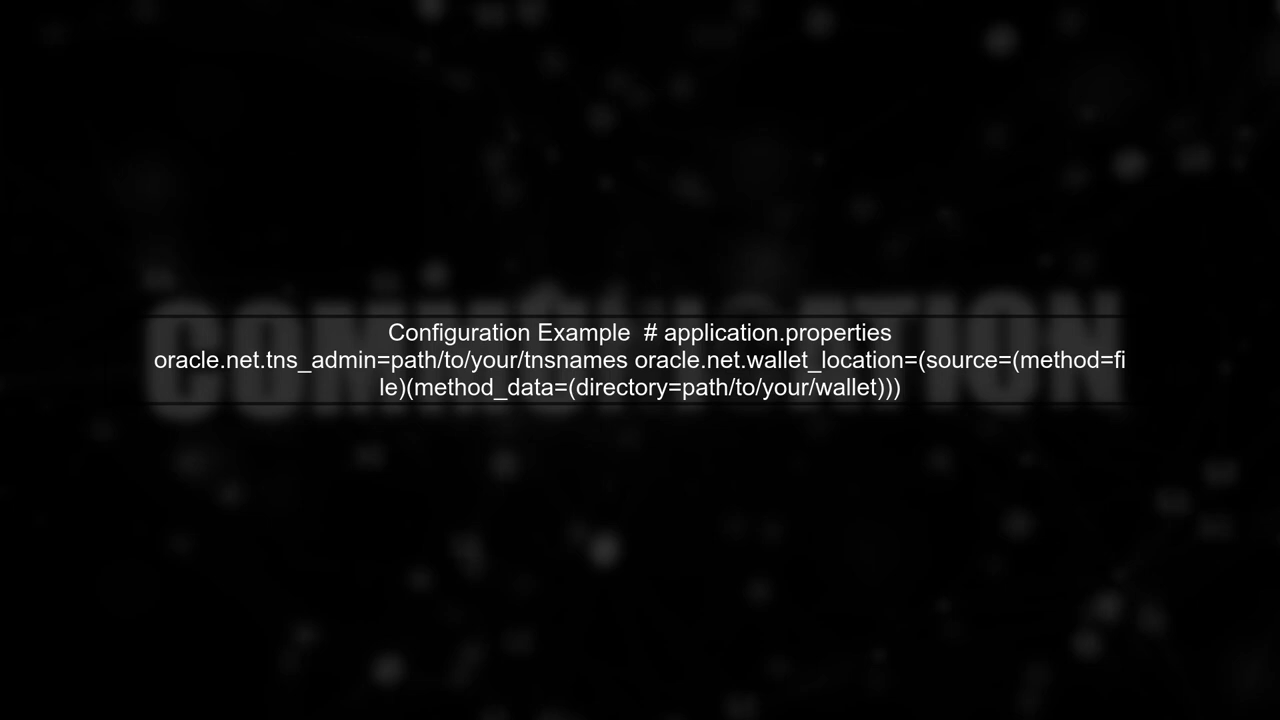 Configuration Example  # application.properties
oracle.net.tns_admin=path/to/your/tnsnames oracle.net.wallet_location=(source=(method=fi
le)(method_data=(directory=path/to/your/wallet)))